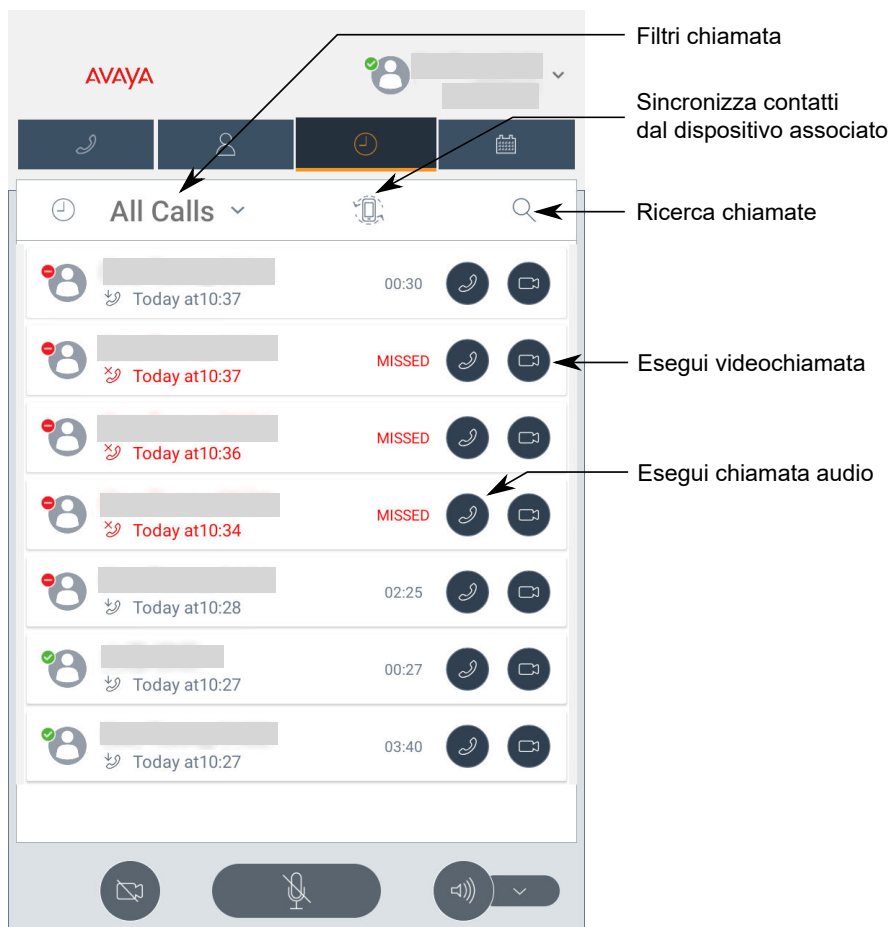 Filtri chiamata
AVAYA
Sincronizza contatti
dal dispositivo associato
All Calls
Ricerca chiamate
00:30
Today at10:37
MISSED
Esegui videochiamata
Today at10:37
MISSED
Today at10:36
Esegui chiamata audio
MISSED
Today at10:34
02:25
Today at10:28
00:27
Today at10:27
03:40
Today at10:27